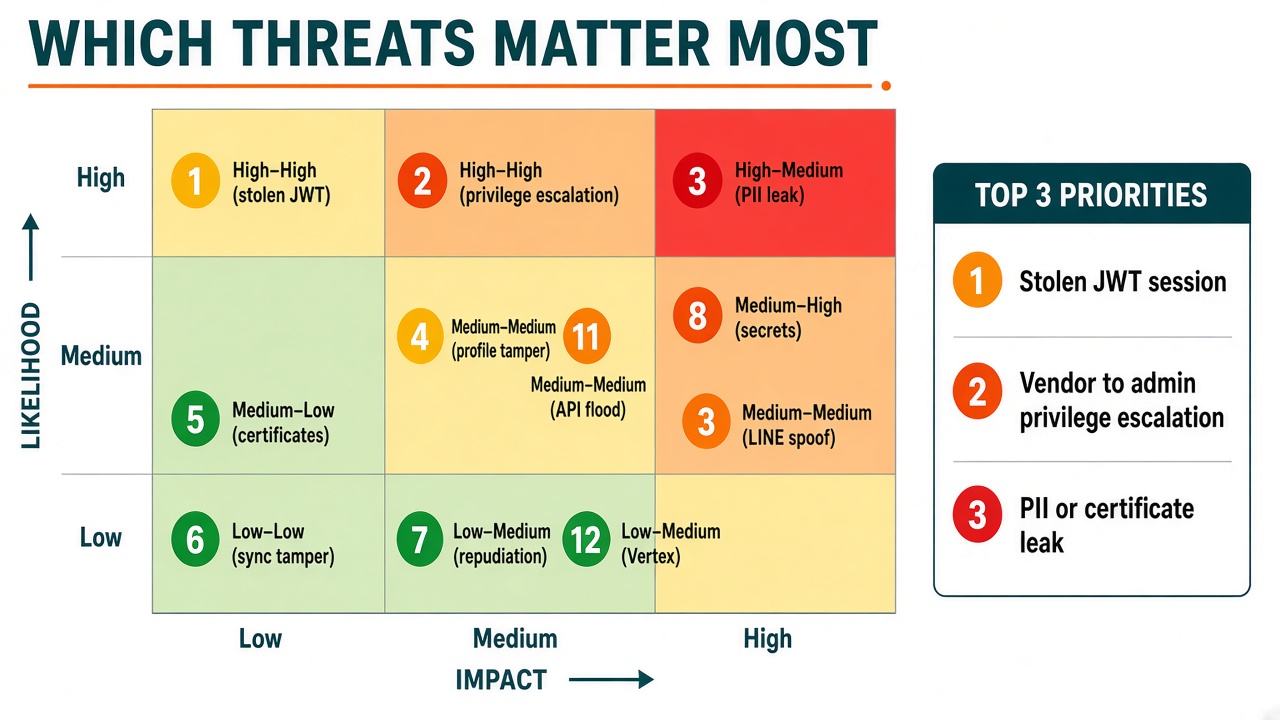 WHICH THREATS MATTER MOST
High
1
High–High
(stolen JWT)
2
High–High
(privilege escalation)
3
High–Medium
(PII leak)
LIKELIHOOD
Medium
4
Medium–Medium
(profile tamper)
11
Medium–Medium
(API flood)
8
Medium–High
(secrets)
5
Medium–Low
(certificates)
3
Medium–Medium
(LINE spoof)
Low
6
Low–Low
(sync tamper)
7
Low–Medium
(repudiation)
12
Low–Medium
(Vertex)
Low
Medium
High
IMPACT
TOP 3 PRIORITIES
1
Stolen JWT session
2
Vendor to admin
privilege escalation
3
PII or certificate
leak